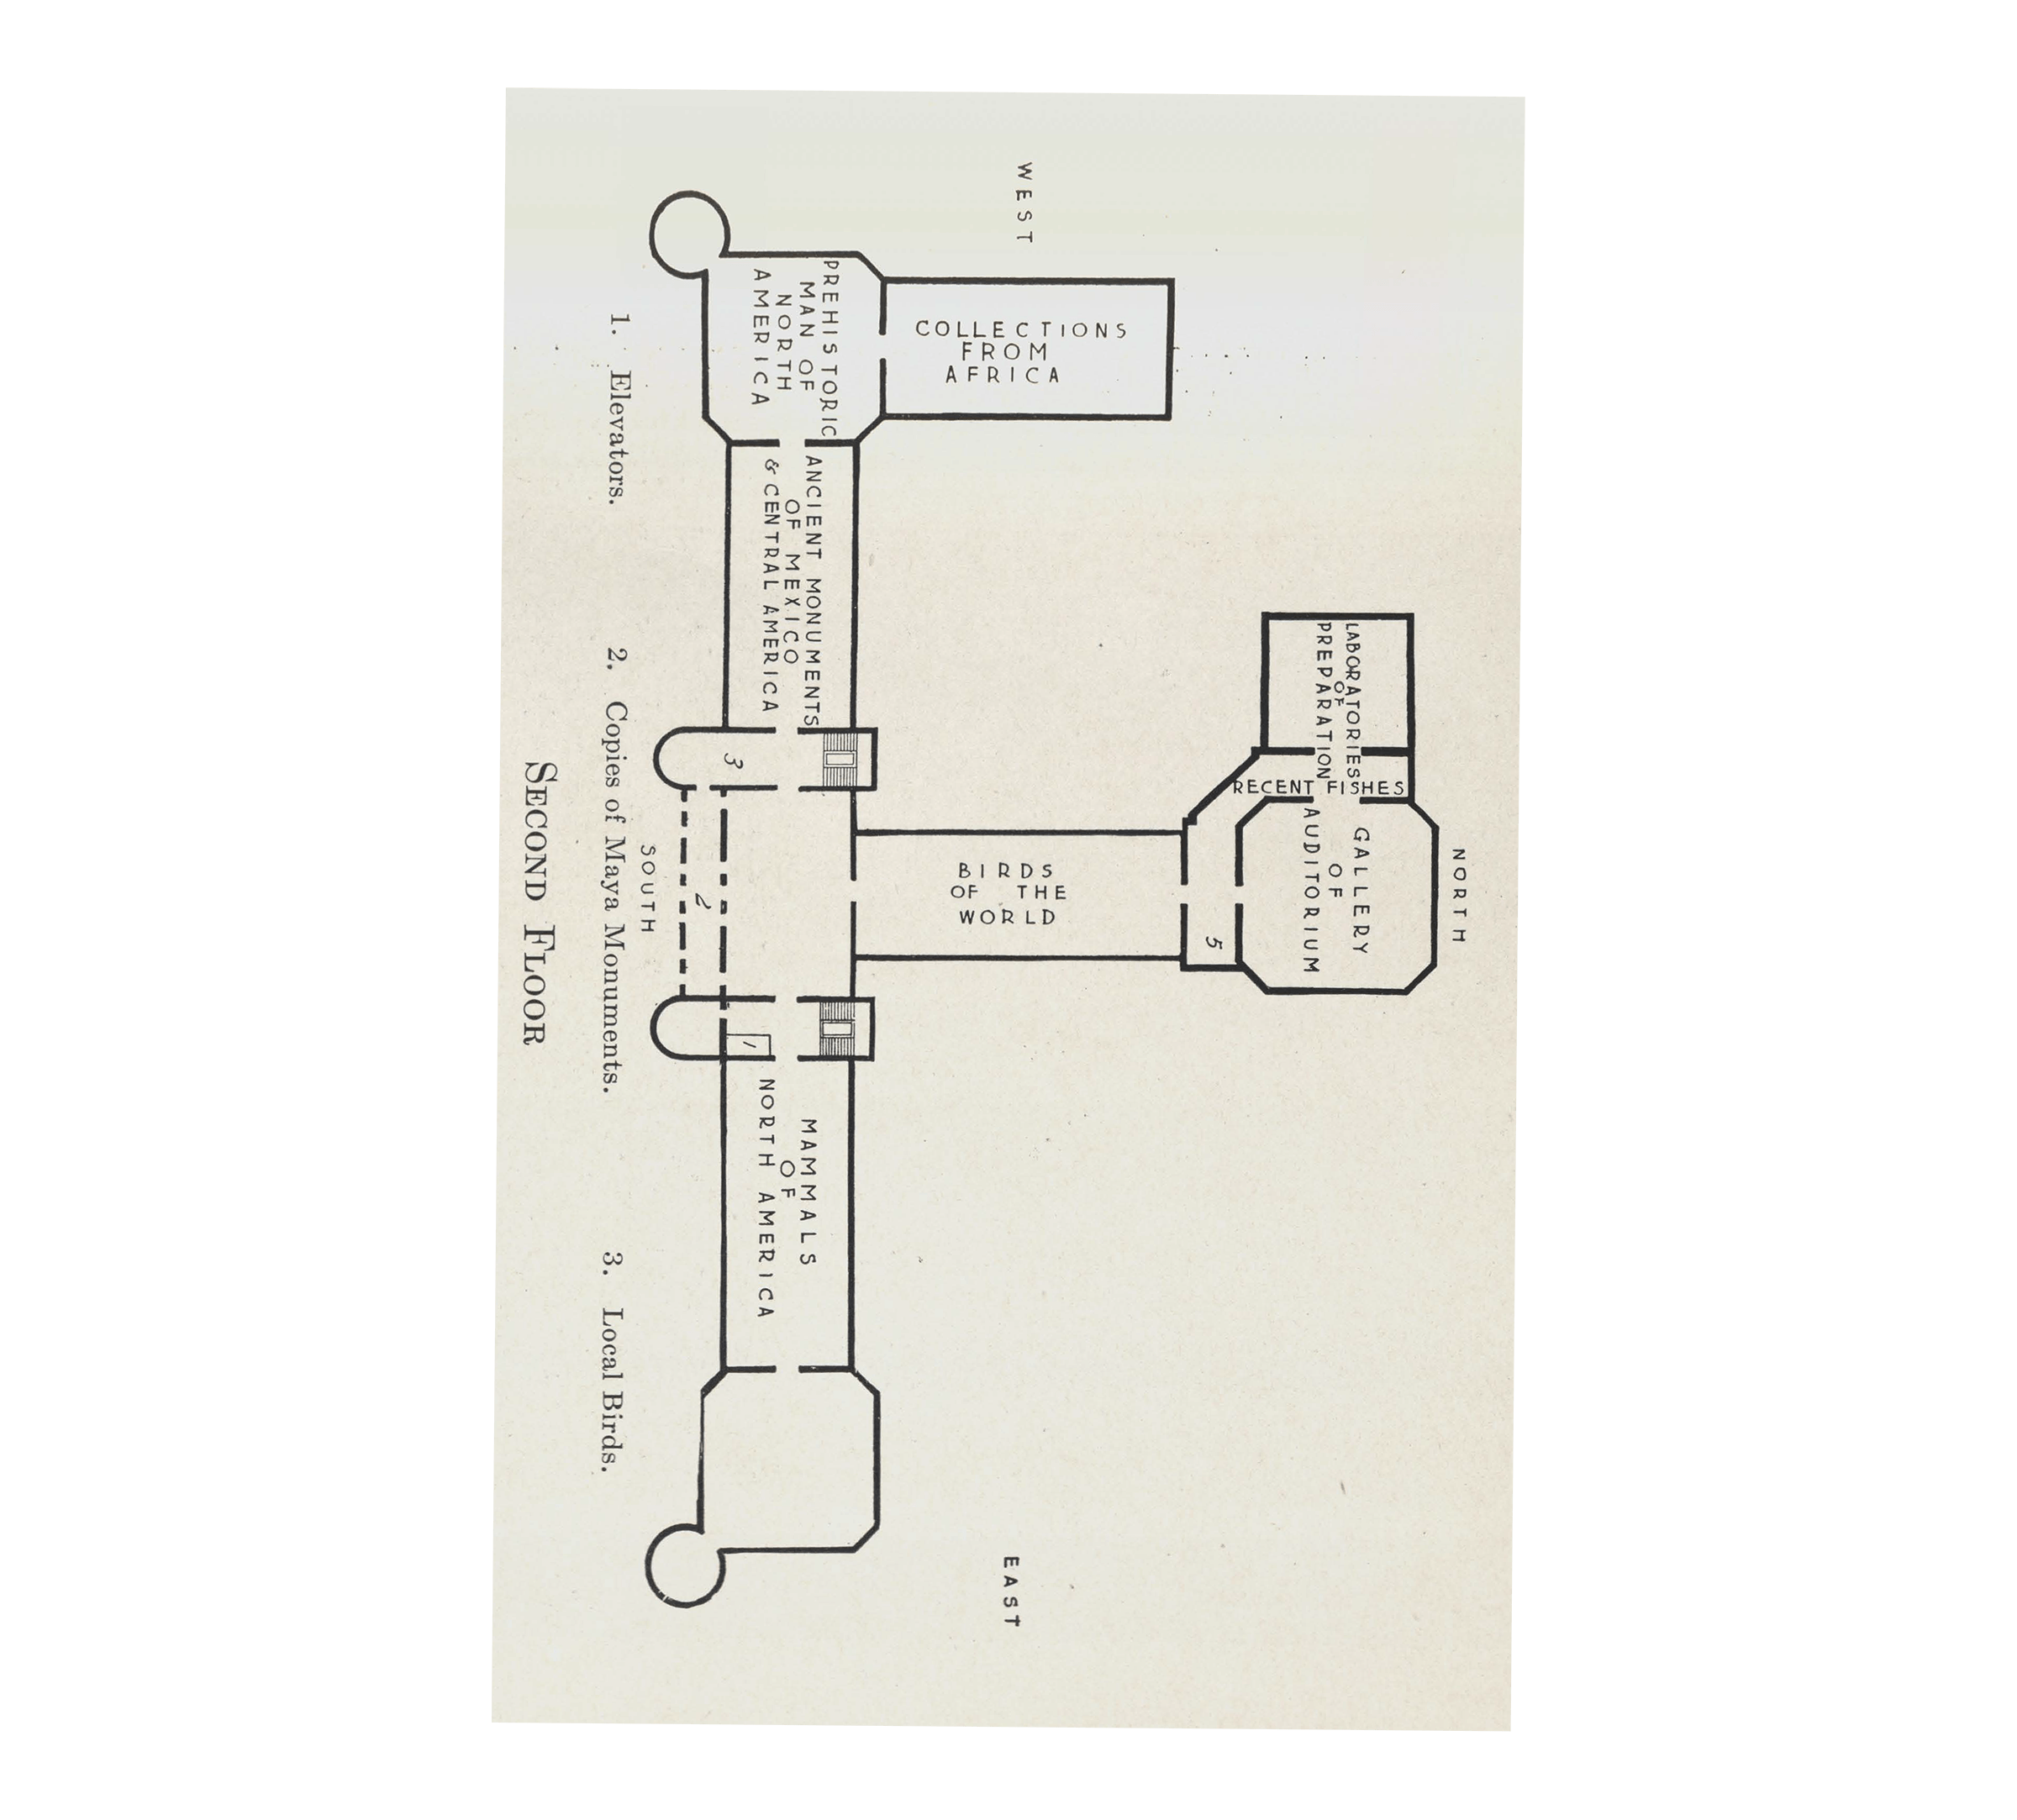 NORTH
LABORATORIES
OF
PREPARATION
RECENT FISHES
GALLERY
OF
AUDITORIUM
5
WEST
COLLECTIONS
FROM
AFRICA
BIRDS
OF THE
WORLD
EAST
PREHISTORIC
MAN OF
NORTH
AMERICA
ANCIENT MONUMENTS
OF MEXICO
& CENTRAL AMERICA
3
2
1
MAMMALS
OF
NORTH AMERICA
SOUTH
1. Elevators.
2. Copies of Maya Monuments.
3. Local Birds.
SECOND FLOOR